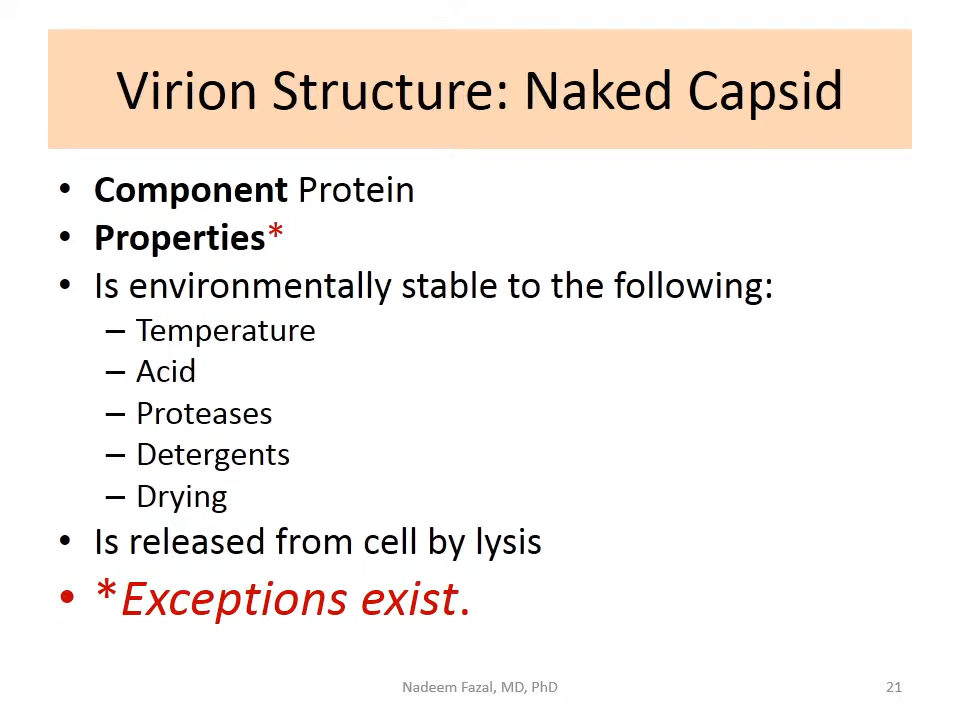 Virion Structure: Naked Capsid
• Component Protein
• Properties*
• Is environmentally stable to the following:
– Temperature
– Acid
– Proteases
– Detergents
– Drying
• Is released from cell by lysis
• *Exceptions exist.
Nadeem Fazal, MD, PhD
21